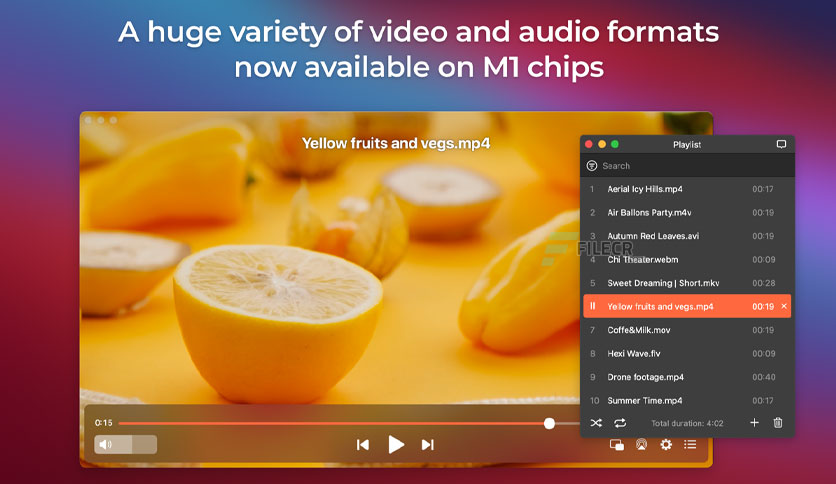 A huge variety of video and audio formats
now available on M1 chips
Yellow fruits and vegs.mp4
Playlist
Search
1 Aerial Icy Hills.mp4 00:17
2 Air Ballons Party.m4v 00:19
3 Autumn Red Leaves.avi 00:19
FILECR
4 Chi Theater.webm 00:09
5 Sweet Dreaming | Short.mkv 00:28
Yellow fruits and vegs.mp4 00:19
7 Coffe&Milk.mov 00:19
8 Hexi Wave.flv 00:09
9 Drone footage.mp4 00:40
10 Summer Time.mp4 00:17
Total duration: 4:02
0:15